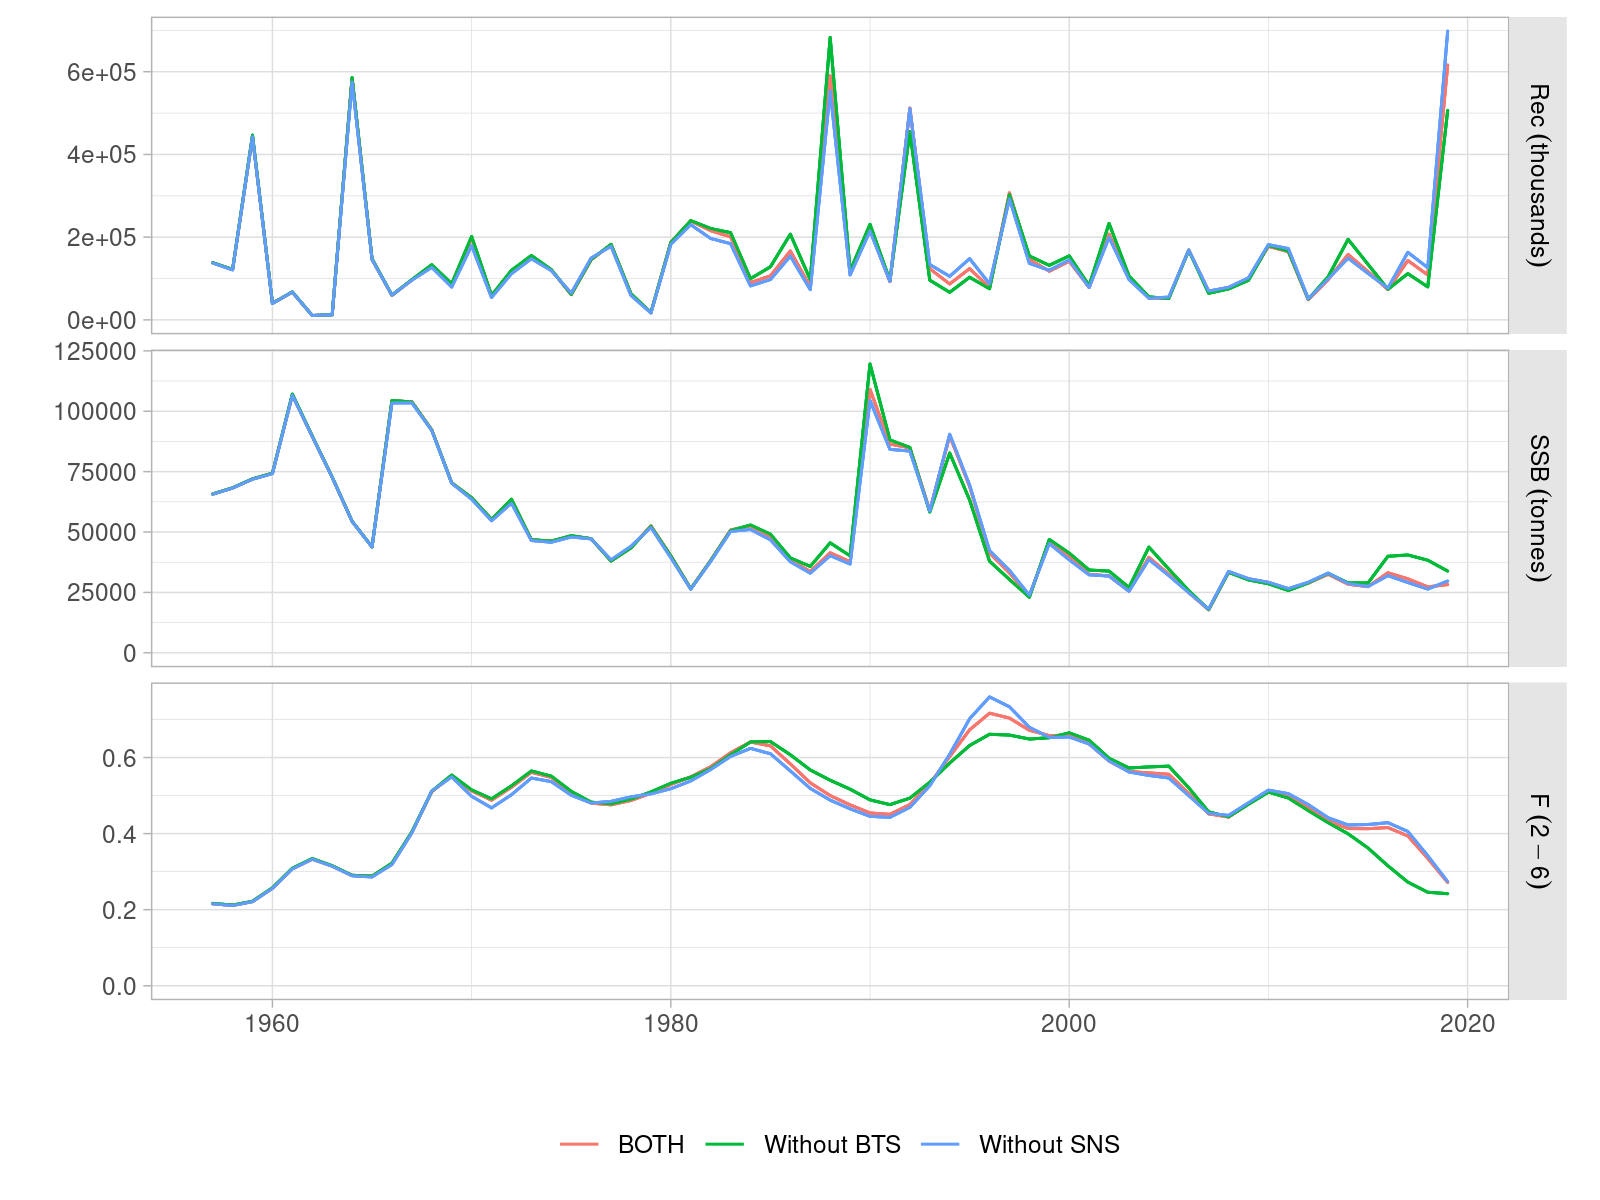 6e+05
4e+05
2e+05
0e+00
Rec (thousands)
125000
100000
75000
50000
25000
0
SSB (tonnes)
0.6
0.4
0.2
0.0
F (2 − 6)
1960 1980 2000 2020
BOTH Without BTS Without SNS